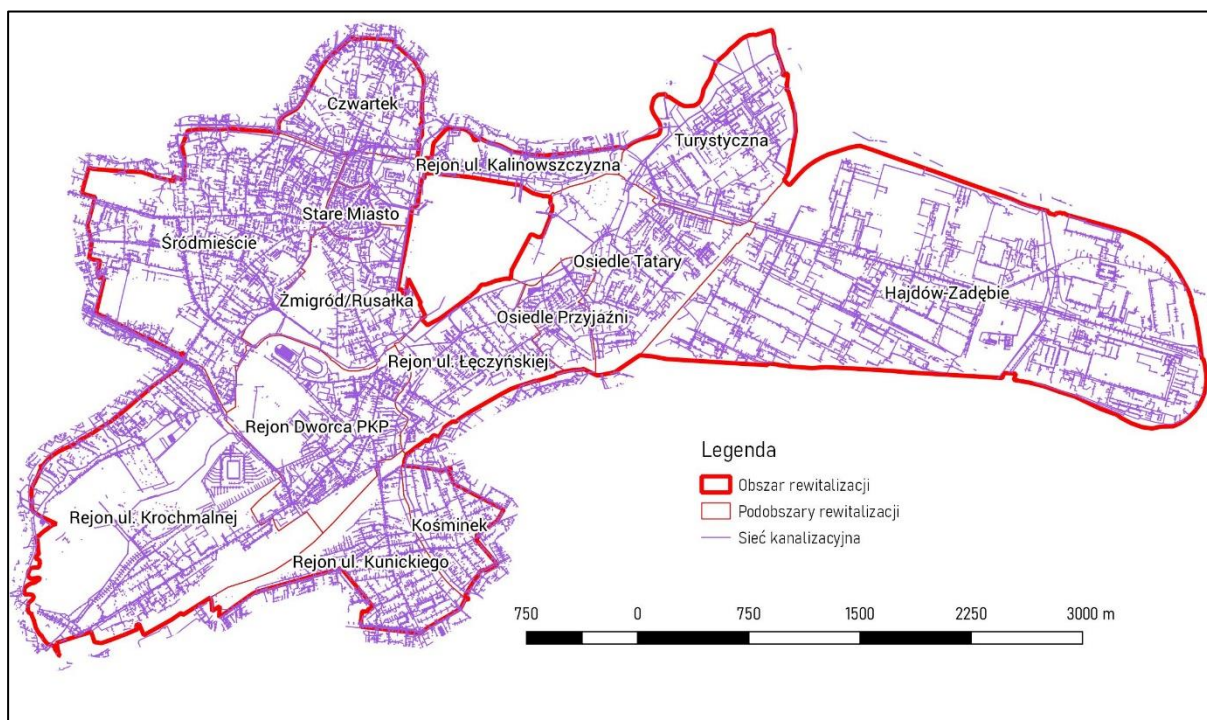 Czwartek
Turystyczna
Rejon ul. Kalinowszczyzna
Stare Miasto
Śródmieście
Osiedle Tatary
Hajdów-Zadębie
Żmigród/Rusałka
Osiedle Przyjaźni
Rejon ul. Łęczyńskiej
Rejon Dworca PKP
Rejon ul. Krochmalnej
Kośminek
Rejon ul. Kunickiego
Legenda
Obszar rewitalizacji
Podobszary rewitalizacji
Sieć kanalizacyjna
750 0 750 1500 2250 3000 m